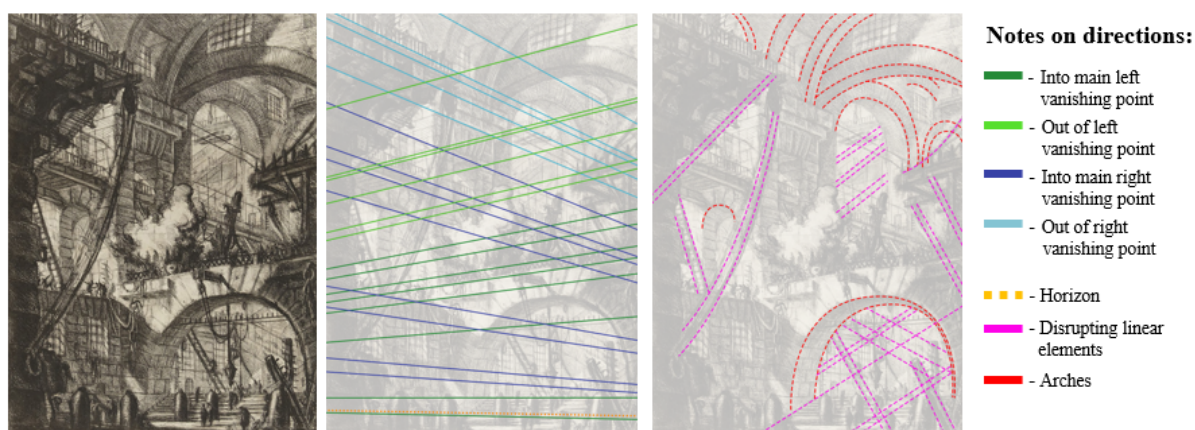 Notes on directions:
- Into main left
vanishing point
- Out of left
vanishing point
- Into main right
vanishing point
- Out of right
vanishing point
- Horizon
- Disrupting linear
elements
- Arches